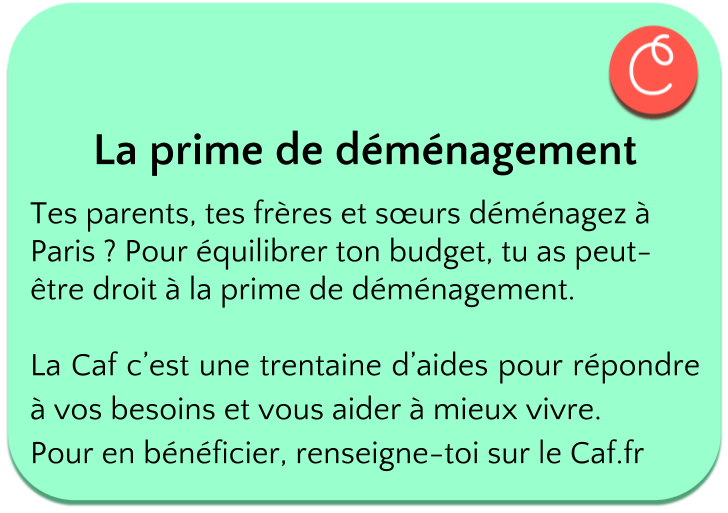 La prime de déménagement
Tes parents, tes frères et sœurs déménagez à
Paris ? Pour équilibrer ton budget, tu as peut-
être droit à la prime de déménagement.
La Caf c’est une trentaine d’aides pour répondre
à vos besoins et vous aider à mieux vivre.
Pour en bénéficier, renseigne-toi sur le Caf.fr